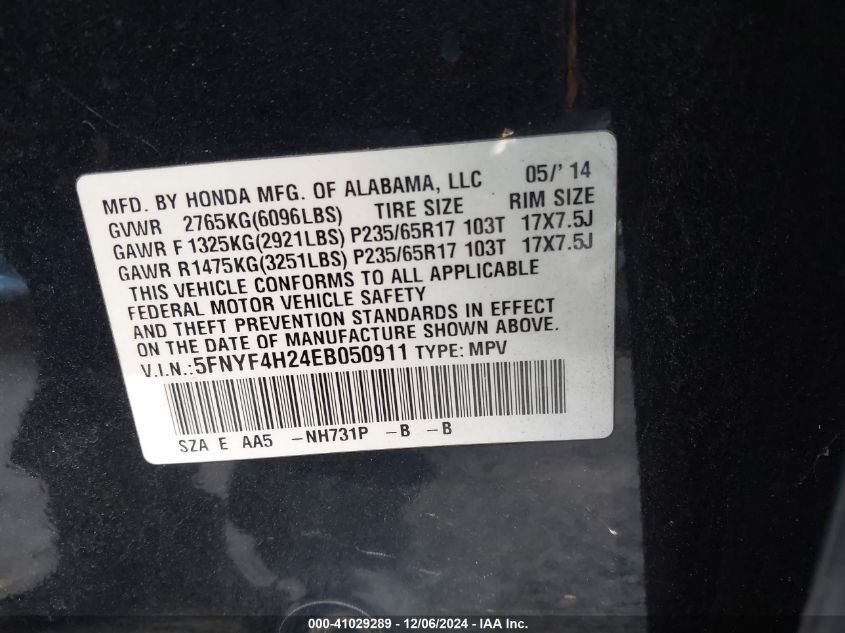 MFD. BY HONDA MFG. OF ALABAMA, LLC 05/' 14
GVWR 2765KG(6096LBS) TIRE SIZE RIM SIZE
GAWR F 1325KG(2921LBS) P235/65R17 103T 17X7.5J
GAWR R1475KG(3251LBS) P235/65R17 103T 17X7.5J
THIS VEHICLE CONFORMS TO ALL APPLICABLE
FEDERAL MOTOR VEHICLE SAFETY
AND THEFT PREVENTION STANDARDS IN EFFECT
ON THE DATE OF MANUFACTURE SHOWN ABOVE.
V.I.N.:5FNYF4H24EB050911 TYPE: MPV
SZA E AA5 -NH731P -B -B
000-41029289 - 12/06/2024 - IAA Inc.